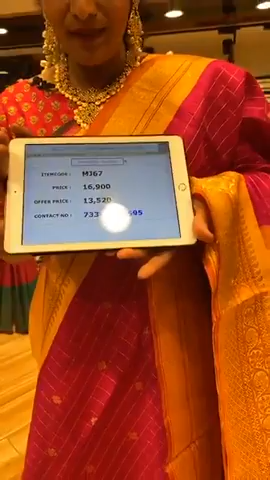 ITEMCODE : MJ67
PRICE : 16,900
OFFER PRICE : 13,520
CONTACT NO :